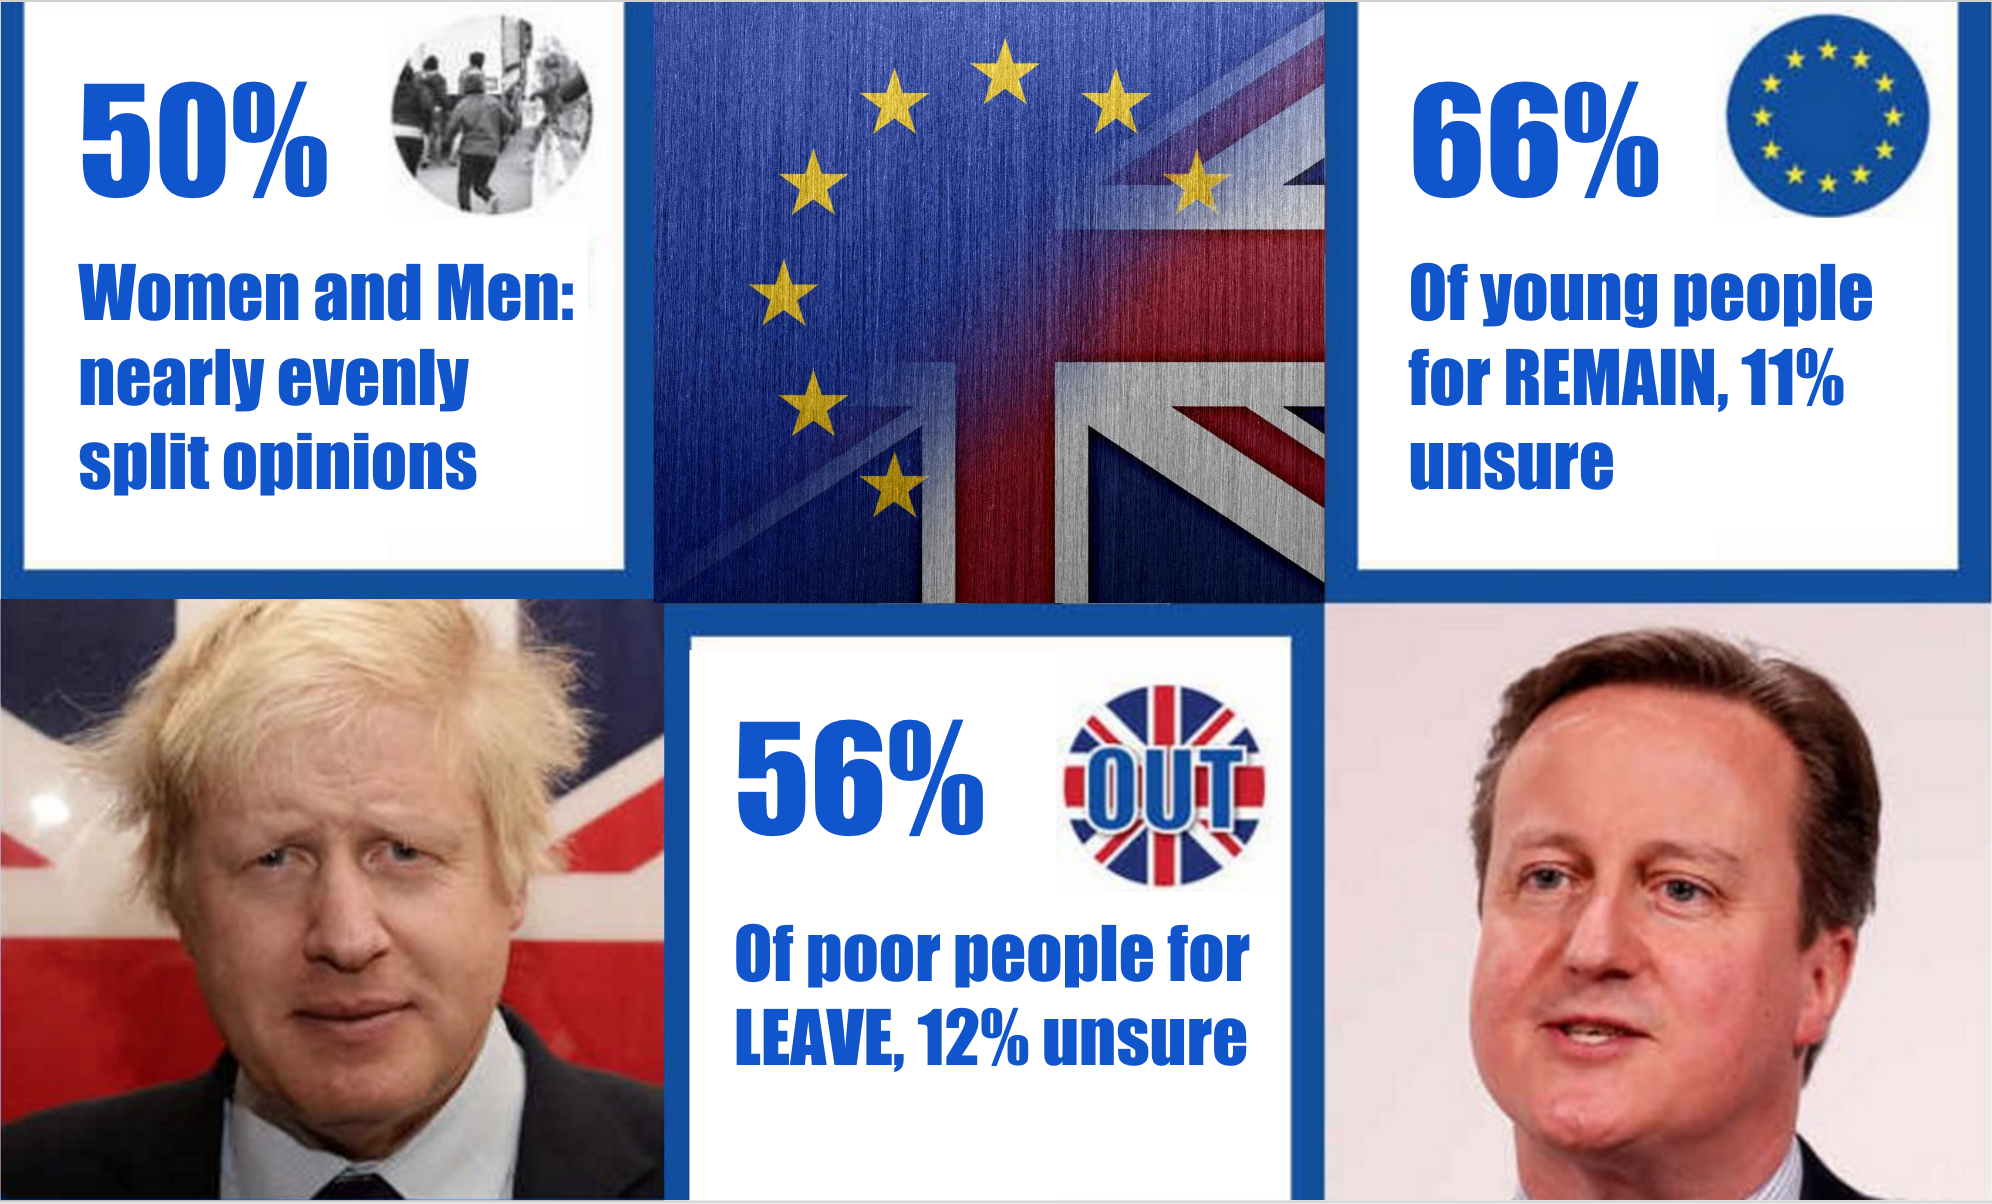 50%
Women and Men:
nearly evenly
split opinions
66%
Of young people
for REMAIN, 11%
unsure
56%
OUT
Of poor people for
LEAVE, 12% unsure